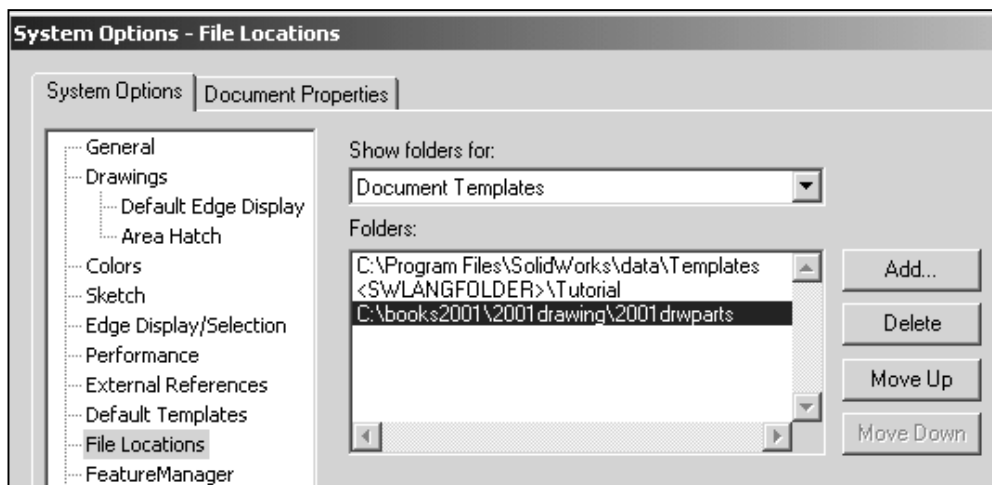 System Options - File Locations
System Options
Document Properties
General
Drawings
Default Edge Display
Area Hatch
Colors
Sketch
Edge Display/Selection
Performance
External References
Default Templates
File Locations
FeatureManager
Show folders for:
Document Templates
Folders:
C:\Program Files\SolidWorks\data\Templates
<SWLANGFOLDER>\Tutorial
C:\books2001\2001drawing\2001drwparts
Add...
Delete
Move Up
Move Down